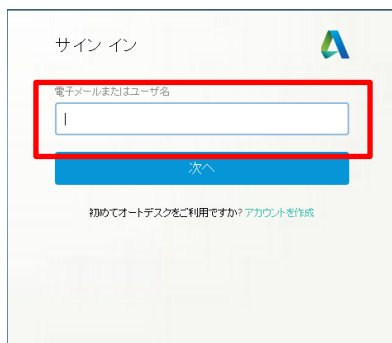 サイン イン
電子メールまたはユーザ名
次へ
初めてオートデスクをご利用ですか? アカウントを作成